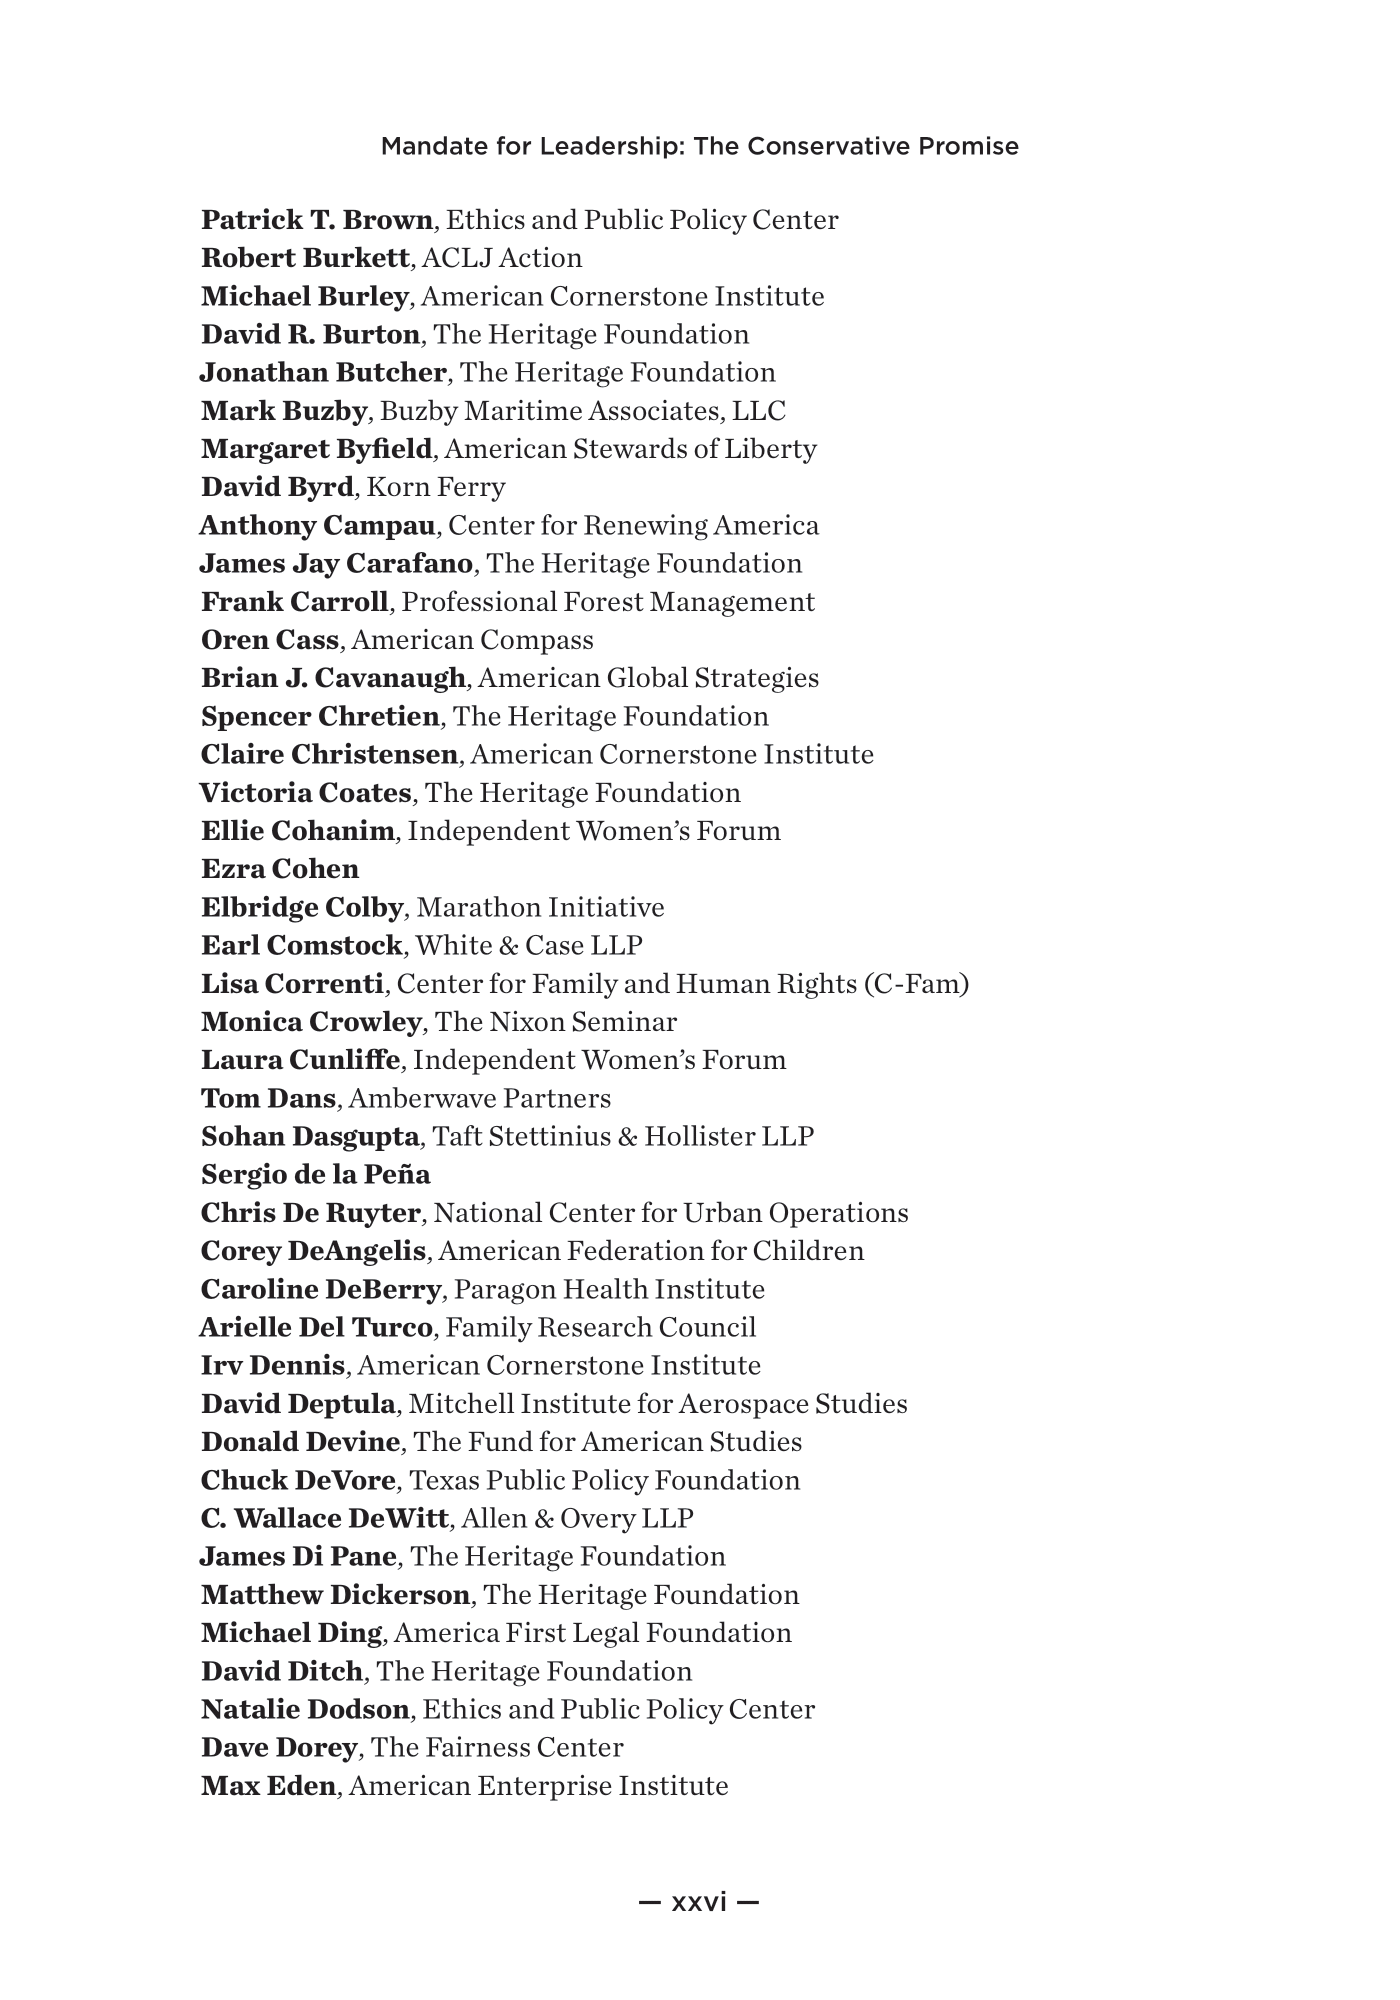 Mandate for Leadership: The Conservative Promise
Patrick T. Brown, Ethics and Public Policy Center
Robert Burkett, ACLJ Action
Michael Burley, American Cornerstone Institute
David R. Burton, The Heritage Foundation
Jonathan Butcher, The Heritage Foundation
Mark Buzby, Buzby Maritime Associates, LLC
Margaret Byfield, American Stewards of Liberty
David Byrd, Korn Ferry
Anthony Campau, Center for Renewing America
James Jay Carafano, The Heritage Foundation
Frank Carroll, Professional Forest Management
Oren Cass, American Compass
Brian J. Cavanaugh, American Global Strategies
Spencer Chretien, The Heritage Foundation
Claire Christensen, American Cornerstone Institute
Victoria Coates, The Heritage Foundation
Ellie Cohanim, Independent Women’s Forum
Ezra Cohen
Elbridge Colby, Marathon Initiative
Earl Comstock, White & Case LLP
Lisa Correnti, Center for Family and Human Rights (C-Fam)
Monica Crowley, The Nixon Seminar
Laura Cunliffe, Independent Women’s Forum
Tom Dans, Amberwave Partners
Sohan Dasgupta, Taft Stettinius & Hollister LLP
Sergio de la Peña
Chris De Ruyter, National Center for Urban Operations
Corey DeAngelis, American Federation for Children
Caroline DeBerry, Paragon Health Institute
Arielle Del Turco, Family Research Council
Irv Dennis, American Cornerstone Institute
David Deptula, Mitchell Institute for Aerospace Studies
Donald Devine, The Fund for American Studies
Chuck DeVore, Texas Public Policy Foundation
C. Wallace DeWitt, Allen & Overy LLP
James Di Pane, The Heritage Foundation
Matthew Dickerson, The Heritage Foundation
Michael Ding, America First Legal Foundation
David Ditch, The Heritage Foundation
Natalie Dodson, Ethics and Public Policy Center
Dave Dorey, The Fairness Center
Max Eden, American Enterprise Institute
— xxvi —